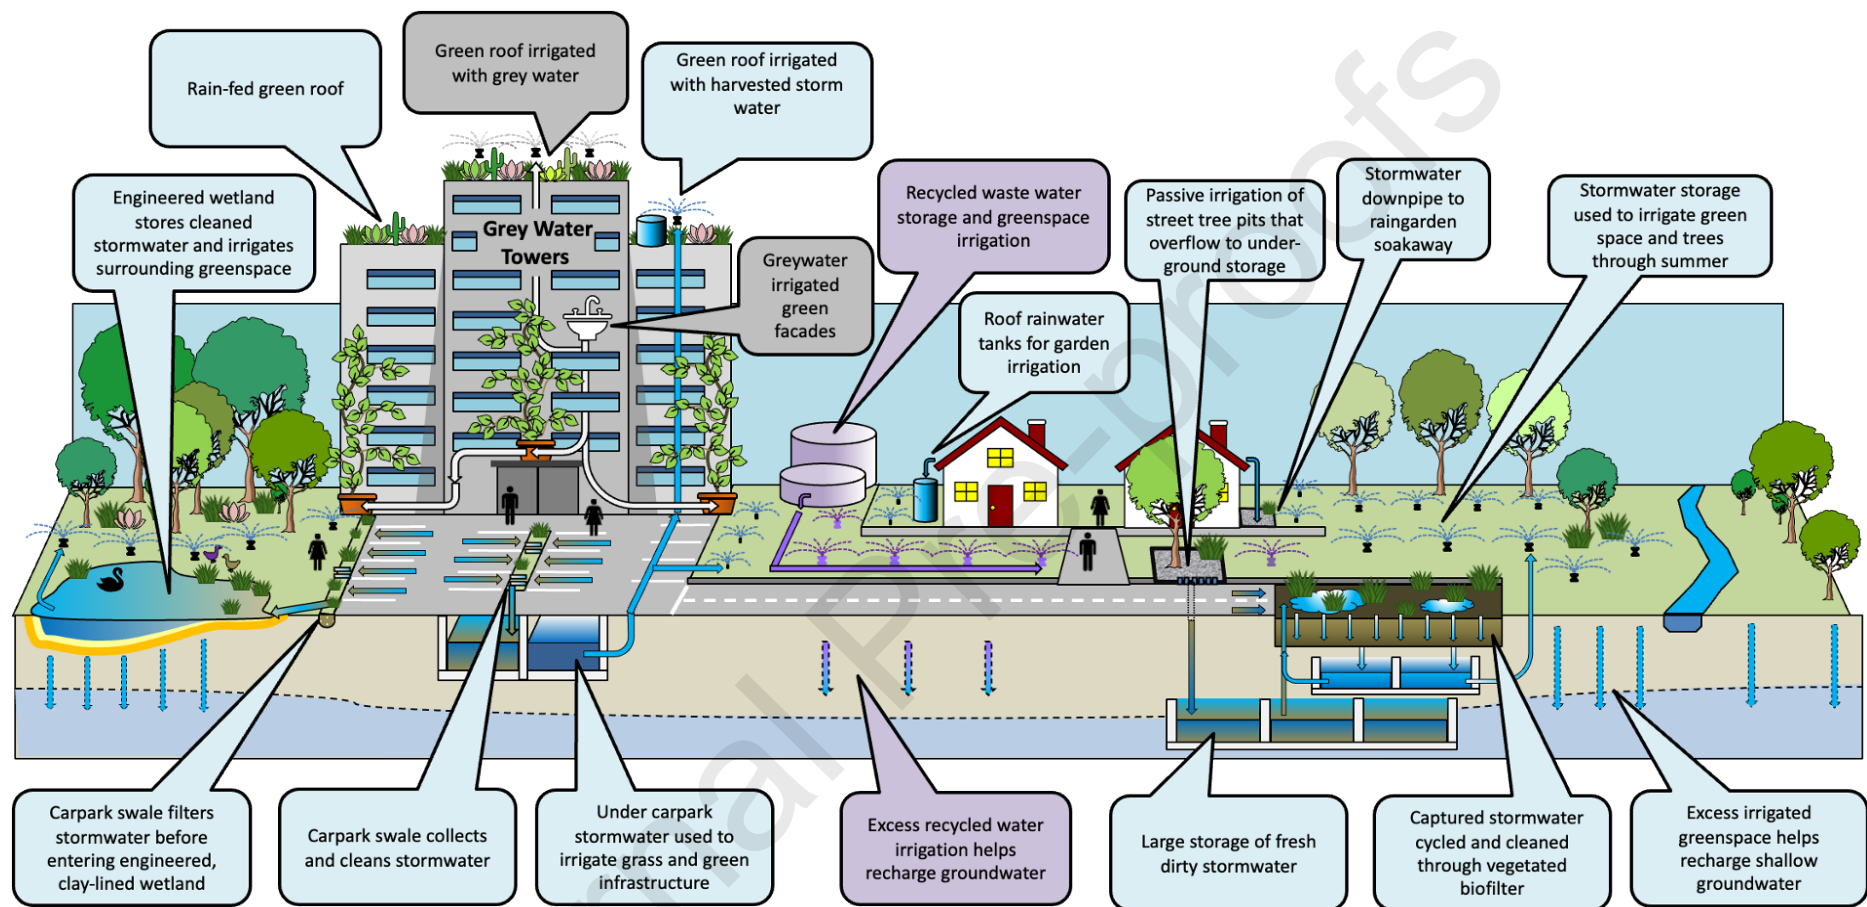 Rain-fed green roof
Green roof irrigated
with grey water
Green roof irrigated
with harvested storm
water
Engineered wetland
stores cleaned
stormwater and irrigates
surrounding greenspace
Grey Water
Towers
Greywater
irrigated
green
facades
Recycled waste water
storage and greenspace
irrigation
Roof rainwater
tanks for garden
irrigation
Passive irrigation of
street tree pits that
overflow to under-
ground storage
Stormwater
downpipe to
raingarden
soakaway
Stormwater storage
used to irrigate green
space and trees
through summer
Carpark swale filters
stormwater before
entering engineered,
clay-lined wetland
Carpark swale collects
and cleans stormwater
Under carpark
stormwater used to
irrigate grass and green
infrastructure
Excess recycled water
irrigation helps
recharge groundwater
Large storage of fresh
dirty stormwater
Captured stormwater
cycled and cleaned
through vegetated
biofilter
Excess irrigated
greenspace helps
recharge shallow
groundwater
nal Pre-proofs